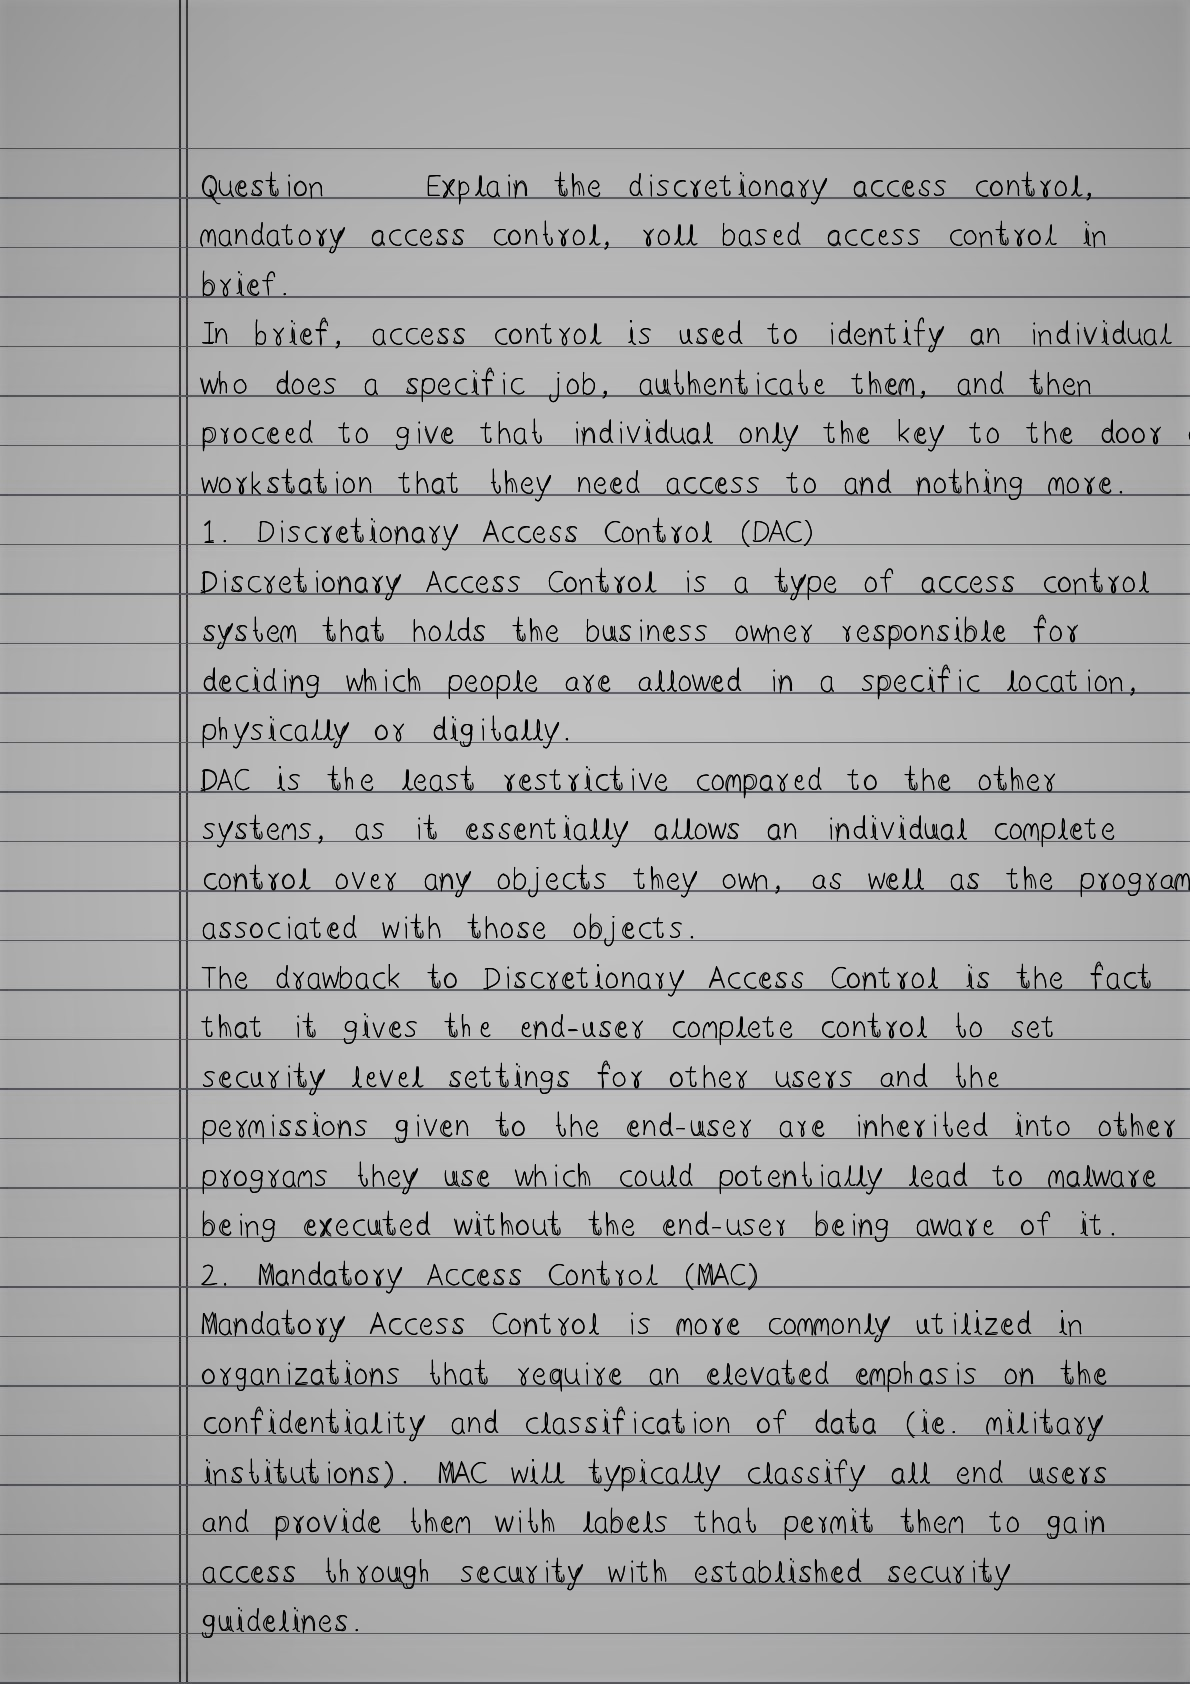 Question Explain the discretionary access control,
mandatory access control, roll based access control in
brief.
In brief, access control is used to identify an individual
who does a specific job, authenticate them, and then
proceed to give that individual only the key to the door
workstation that they need access to and nothing more.
1. Discretionary Access Control (DAC)
Discretionary Access Control is a type of access control
system that holds the business owner responsible for
deciding which people are allowed in a specific location,
physically or digitally.
DAC is the least restrictive compared to the other
systems, as it essentially allows an individual complete
control over any objects they own, as well as the program
associated with those objects.
The drawback to Discretionary Access Control is the fact
that it gives the end-user complete control to set
security level settings for other users and the
permissions given to the end-user are inherited into other
programs they use which could potentially lead to malware
being executed without the end-user being aware of it.
2. Mandatory Access Control (MAC)
Mandatory Access Control is more commonly utilized in
organizations that require an elevated emphasis on the
confidentiality and classification of data (ie. military
institutions). MAC will typically classify all end users
and provide them with labels that permit them to gain
access through security with established security
guidelines.